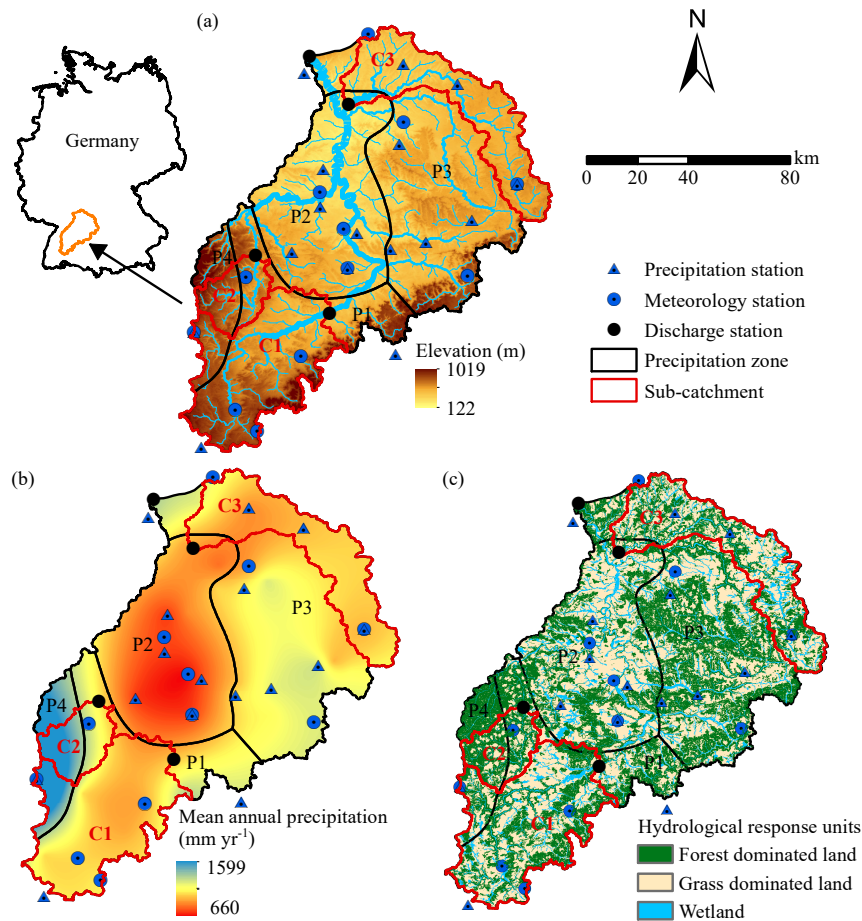 (a)
N
C3
Germany
km
0 20 40 80
P3
P2
P4
C2
P1
C1
Precipitation station
Meteorology station
Discharge station
Precipitation zone
Sub-catchment
Elevation (m)
1019
122
(b)
C3
P3
P2
P4
C2
P1
C1
Mean annual precipitation
(mm yr⁻¹)
1599
660
(c)
C3
P3
P2
P4
C2
P1
C1
Hydrological response units
Forest dominated land
Grass dominated land
Wetland